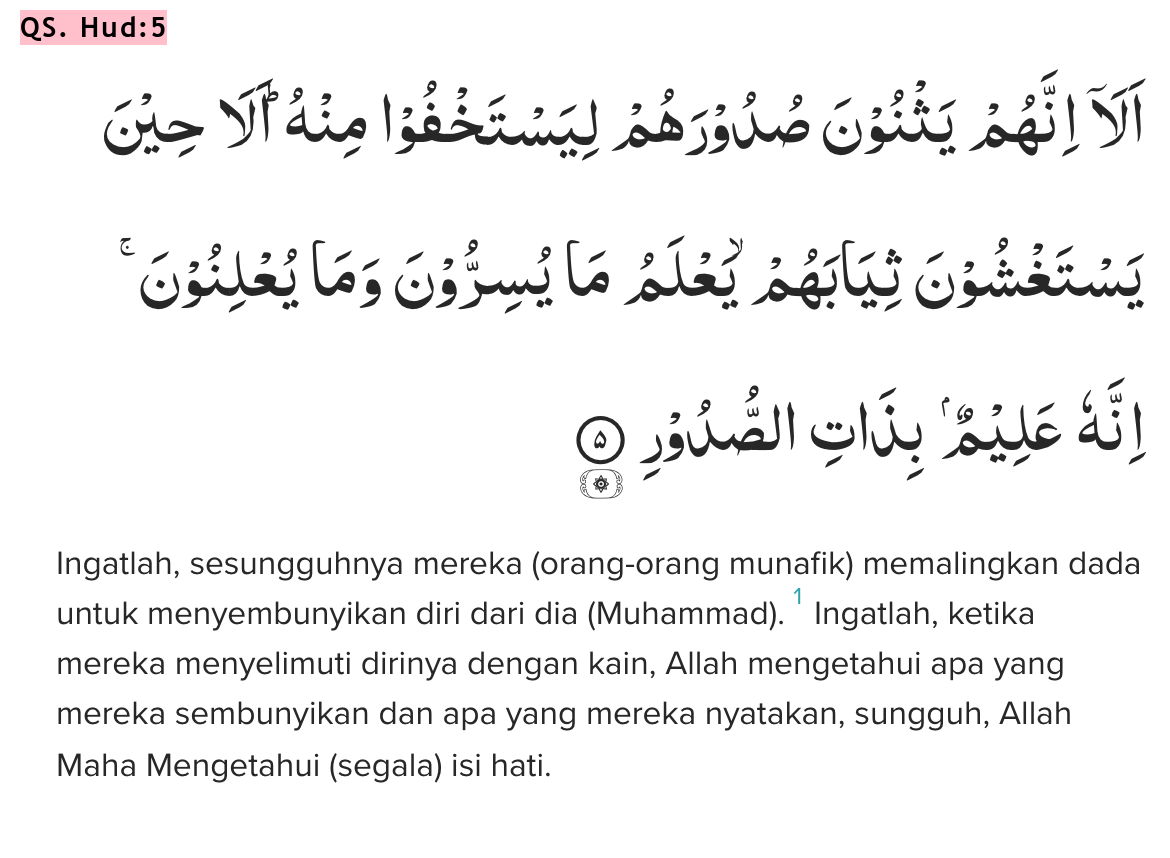 QS. Hud:5
اَلَآ اِنَّهُمْ يَثْنُوْنَ صُدُوْرَهُمْ لِيَسْتَخْفُوْا مِنْهُۗ اَلَا حِيْنَ
يَسْتَغْشُوْنَ ثِيَابَهُمْ ۙيَعْلَمُ مَا يُسِرُّوْنَ وَمَا يُعْلِنُوْنَۚ
اِنَّهٗ عَلِيْمٌ ۢ بِذَاتِ الصُّدُوْرِ ۵
Ingatlah, sesungguhnya mereka (orang-orang munafik) memalingkan dada
untuk menyembunyikan diri dari dia (Muhammad). 1 Ingatlah, ketika
mereka menyelimuti dirinya dengan kain, Allah mengetahui apa yang
mereka sembunyikan dan apa yang mereka nyatakan, sungguh, Allah
Maha Mengetahui (segala) isi hati.